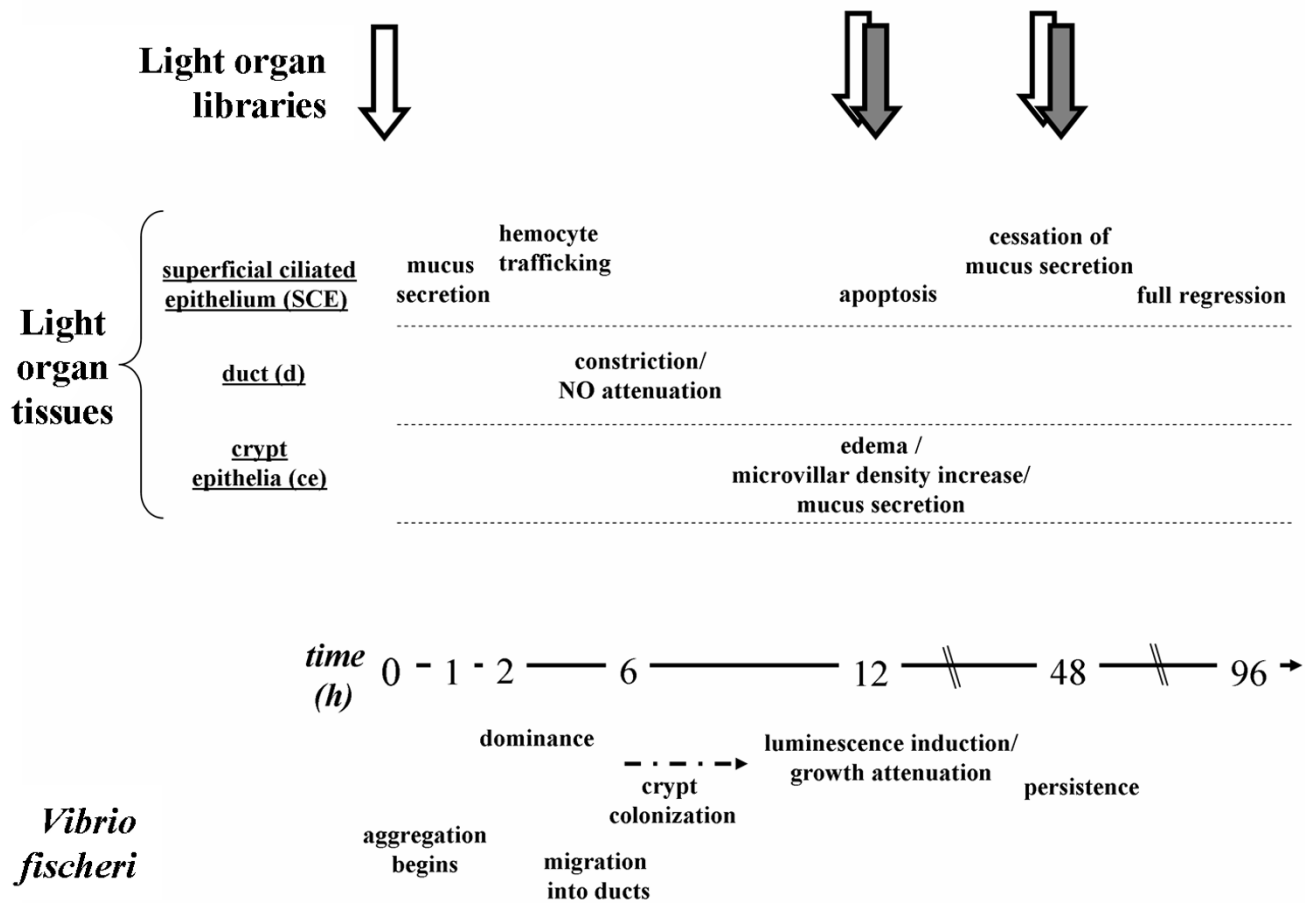 Light organ
libraries
Light
organ
tissues
superficial ciliated
epithelium (SCE)
mucus
secretion
hemocyte
trafficking
apoptosis
cessation of
mucus secretion
full regression
duct (d)
constriction/
NO attenuation
crypt
epithelia (ce)
edema /
microvillar density increase/
mucus secretion
time
(h)
0 1 2 6 12 48 96
Vibrio
fischeri
aggregation
begins
dominance
migration
into ducts
crypt
colonization
luminescence induction/
growth attenuation
persistence